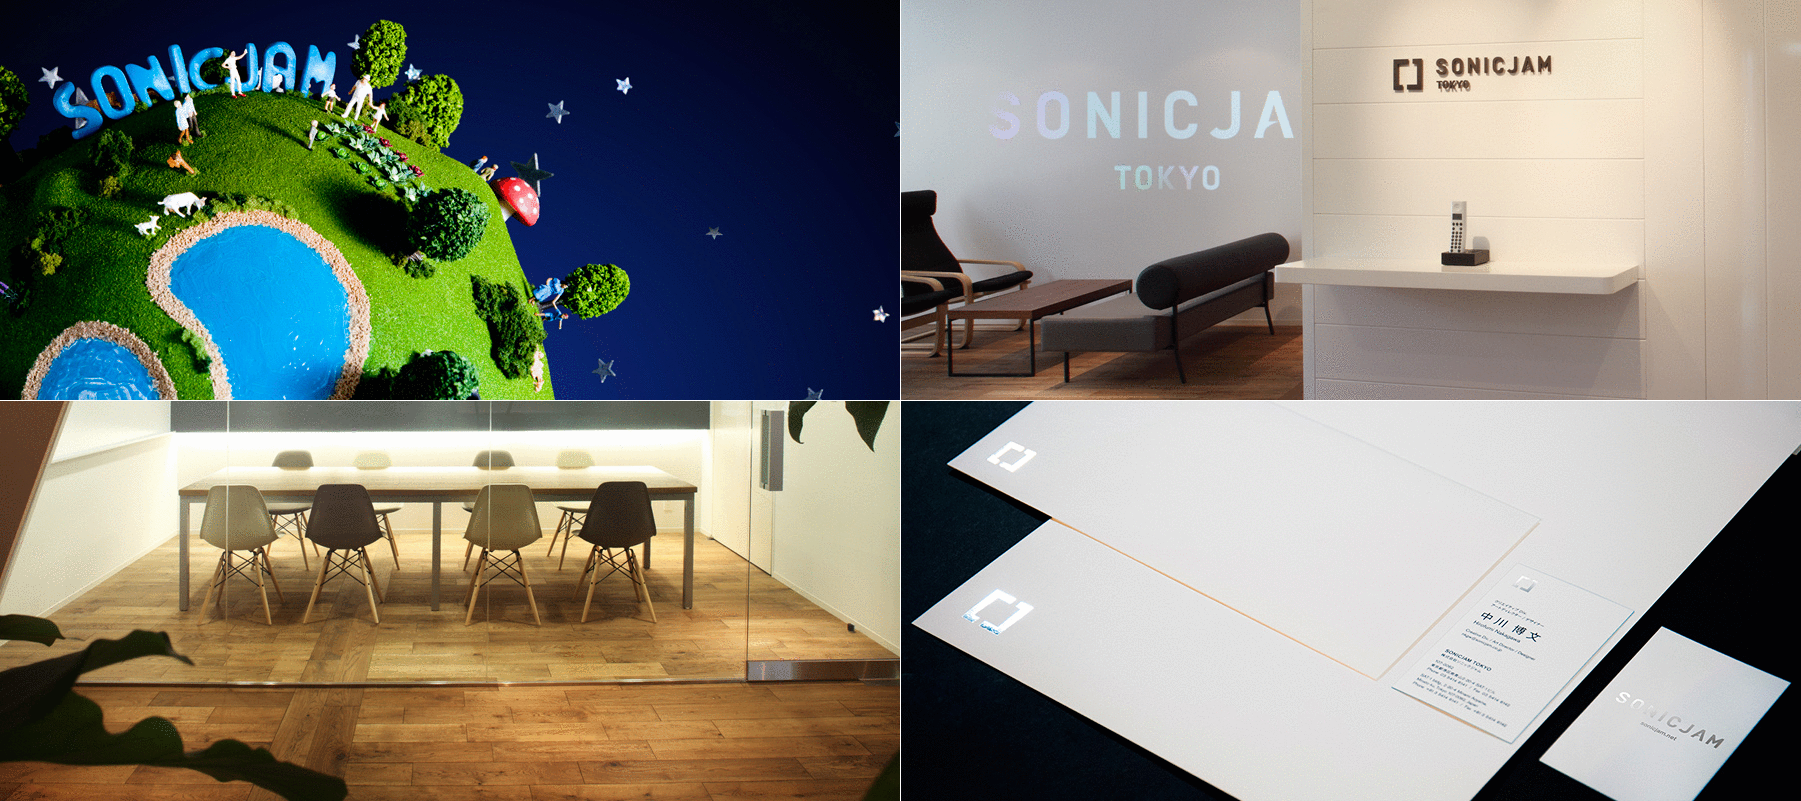 SONICJAM
SONICJA
TOKYO
SONICJAM
TOKYO
中川 博文
Hirofumi Nakagawa
Creative Dir. / Art Director / Designer
SONICJAM TOKYO
SONICJAM
sonicjam.net